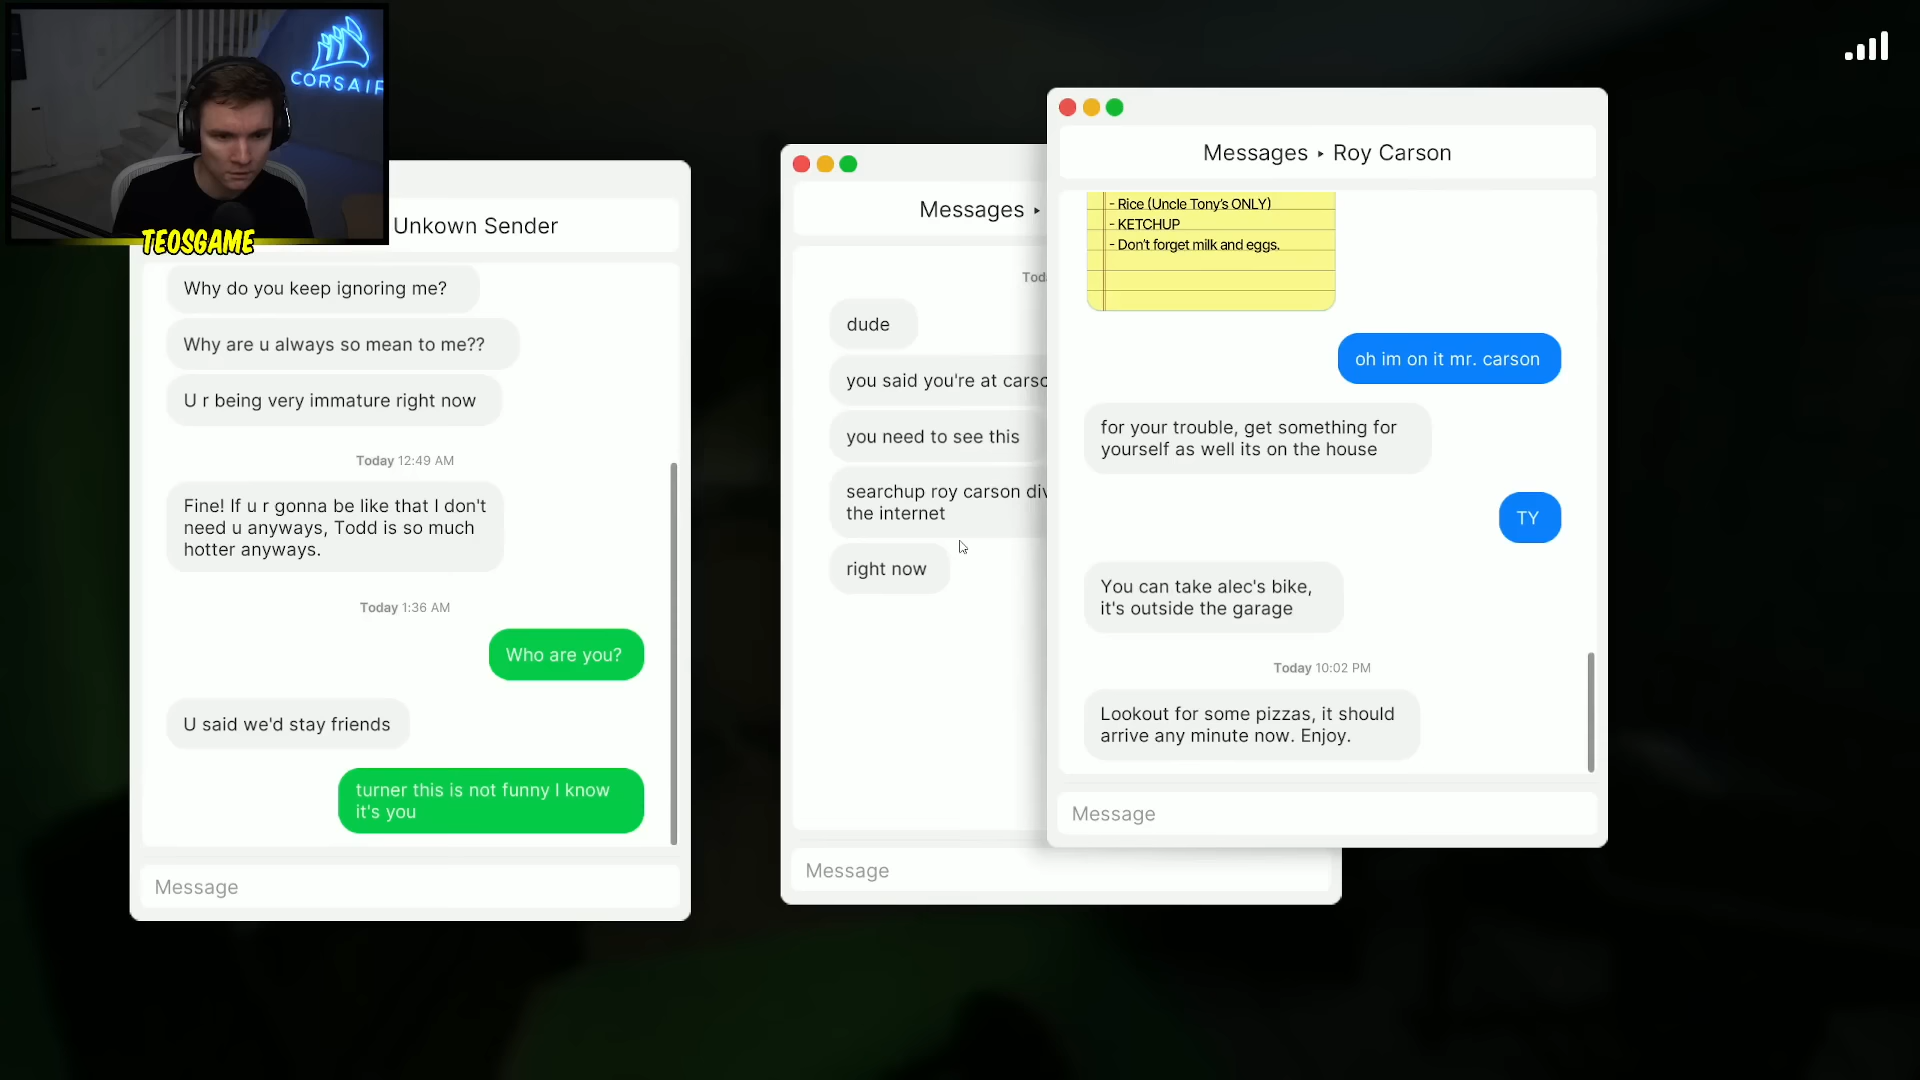 CORSAIR
TEOSGAME
Unkown Sender
Why do you keep ignoring me?
Why are u always so mean to me??
U r being very immature right now
Today 12:49 AM
Fine! If u r gonna be like that I don't
need u anyways, Todd is so much
hotter anyways.
Today 1:36 AM
Who are you?
U said we'd stay friends
turner this is not funny I know
it's you
Message
Messages ▸
Toda
dude
you said you're at carso
you need to see this
searchup roy carson div
the internet
right now
Message
Messages ▸ Roy Carson
- Rice (Uncle Tony's ONLY)
- KETCHUP
- Don't forget milk and eggs.
oh im on it mr. carson
for your trouble, get something for
yourself as well its on the house
TY
You can take alec's bike,
it's outside the garage
Today 10:02 PM
Lookout for some pizzas, it should
arrive any minute now. Enjoy.
Message